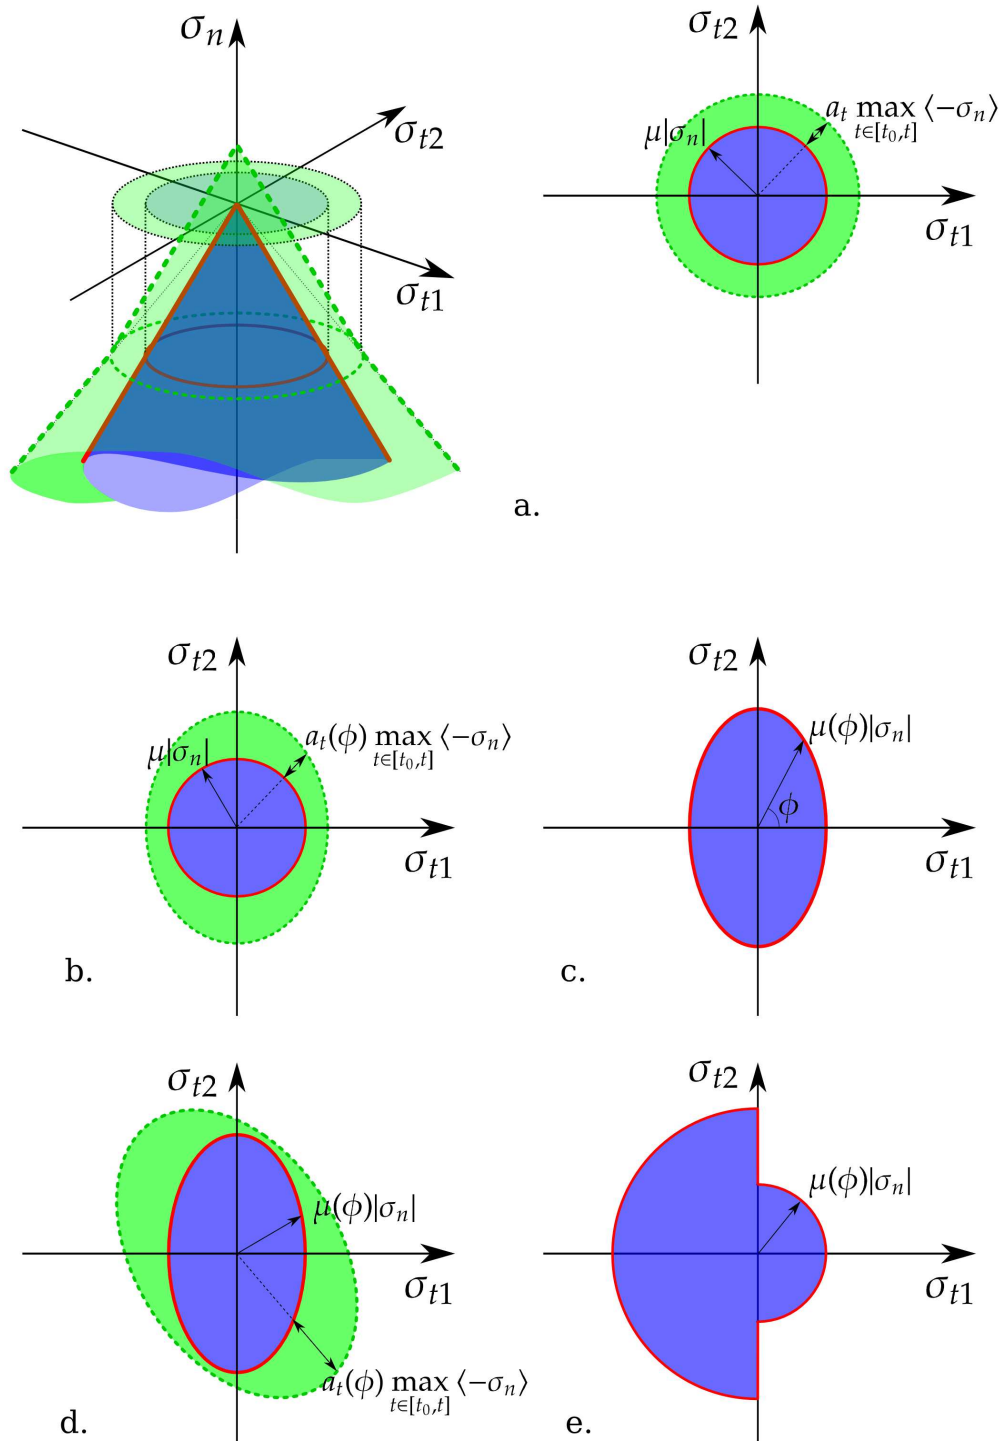 σn
σt2
σt1
σt2
at max ⟨−σn⟩
t∈[t0,t]
μ|σn|
σt1
a.
σt2
at(ϕ) max ⟨−σn⟩
t∈[t0,t]
μ|σn|
σt1
b.
σt2
μ(ϕ)|σn|
ϕ
σt1
c.
σt2
μ(ϕ)|σn|
σt1
at(ϕ) max ⟨−σn⟩
t∈[t0,t]
d.
σt2
μ(ϕ)|σn|
σt1
e.